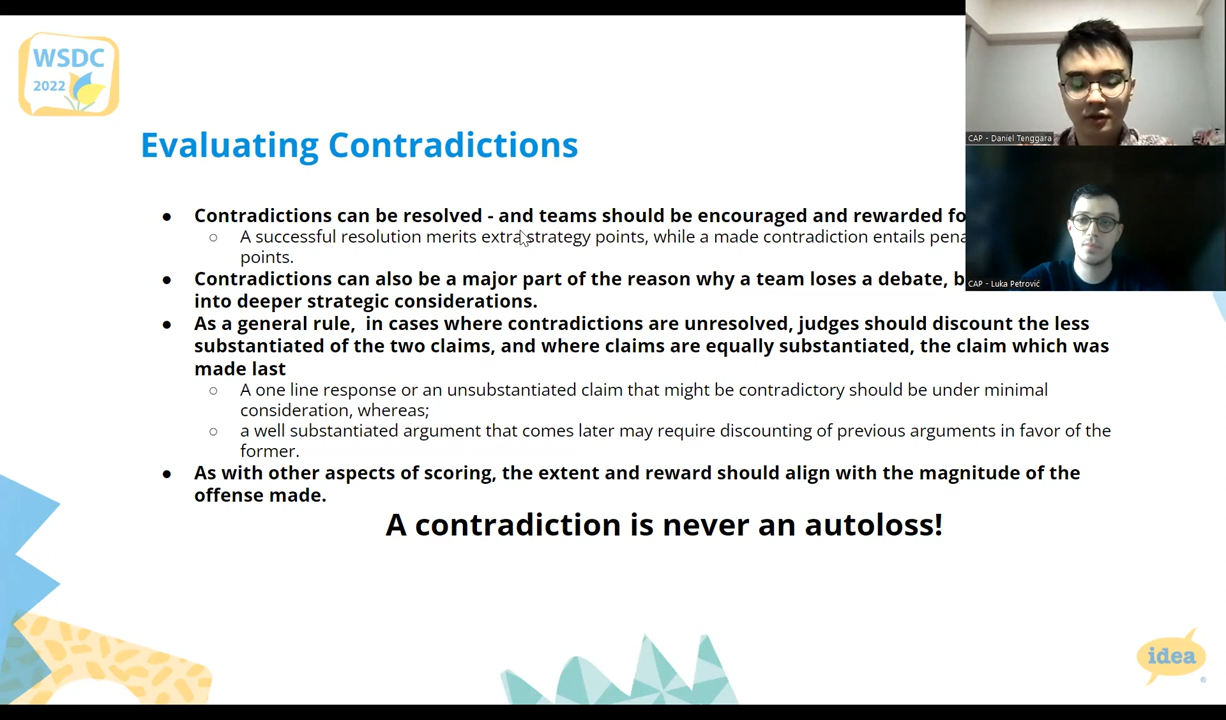 WSDC
2022
CAP - Daniel Tenggara
Evaluating Contradictions
● Contradictions can be resolved - and teams should be encouraged and rewarded
○ A successful resolution merits extra strategy points, while a made contradiction entails
points.
● Contradictions can also be a major part of the reason why a team loses a debate,
into deeper strategic considerations.
CAP - Luka Petrović
● As a general rule, in cases where contradictions are unresolved, judges should discount the less
substantiated of the two claims, and where claims are equally substantiated, the claim which was
made last
○ A one line response or an unsubstantiated claim that might be contradictory should be under minimal
consideration, whereas;
○ a well substantiated argument that comes later may require discounting of previous arguments in favor of the
former.
● As with other aspects of scoring, the extent and reward should align with the magnitude of the
offense made.
A contradiction is never an autoloss!
idea